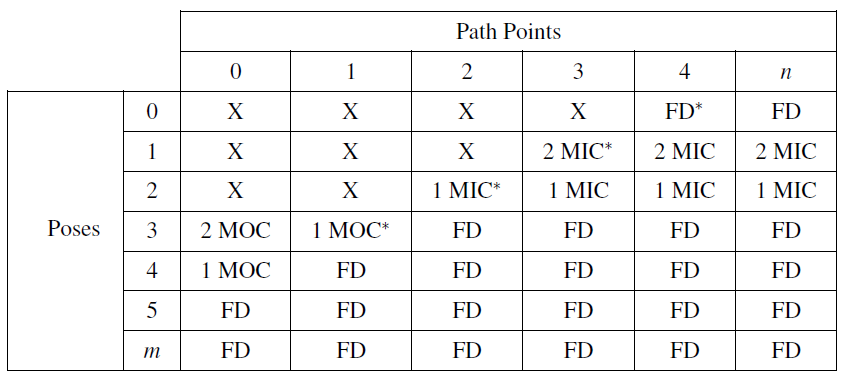 Path Points
0 1 2 3 4 n
0 X X X X FD* FD
1 X X X 2 MIC* 2 MIC 2 MIC
2 X X 1 MIC* 1 MIC 1 MIC 1 MIC
Poses 3 2 MOC 1 MOC* FD FD FD FD
4 1 MOC FD FD FD FD FD
5 FD FD FD FD FD FD
m FD FD FD FD FD FD